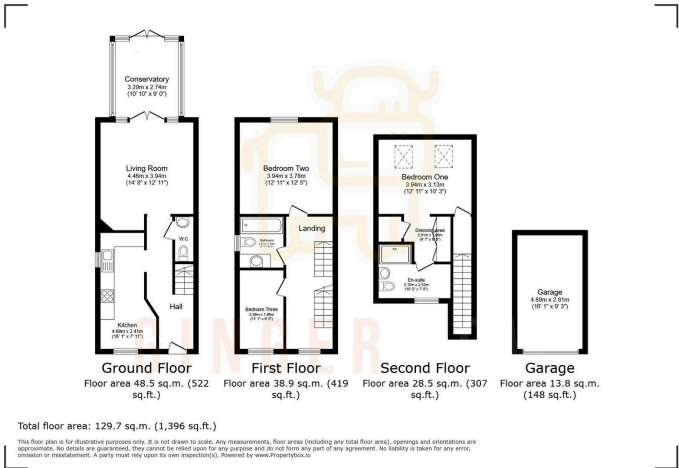 Conservatory
3.29m x 2.74m
(10' 10" x 9' 0")
Living Room
4.46m x 3.94m
(14' 8" x 12' 11")
W.C.
Hall
Kitchen
4.89m x 2.41m
(16' 1" x 7' 11")
Ground Floor
Floor area 48.5 sq.m. (522
sq.ft.)
Bedroom Two
3.94m x 3.78m
(12' 11" x 12' 5")
Landing
Bathroom
Bedroom Three
First Floor
Floor area 38.9 sq.m. (419
sq.ft.)
Bedroom One
3.94m x 3.13m
(12' 11" x 10' 3")
Dressing Area
En-suite
Second Floor
Floor area 28.5 sq.m. (307
sq.ft.)
Garage
4.89m x 2.81m
(16' 1" x 9' 3")
Garage
Floor area 13.8 sq.m.
(148 sq.ft.)
GINGER
Total floor area: 129.7 sq.m. (1,396 sq.ft.)
This floor plan is for illustrative purposes only. It is not drawn to scale. Any measurements, floor areas (including any total floor area), openings and orientations are
approximate. No details are guaranteed, they cannot be relied upon for any purpose and do not form any part of any agreement. No liability is taken for any error,
omission or misstatement. A party must rely upon its own inspection(s). Powered by www.Propertybox.io